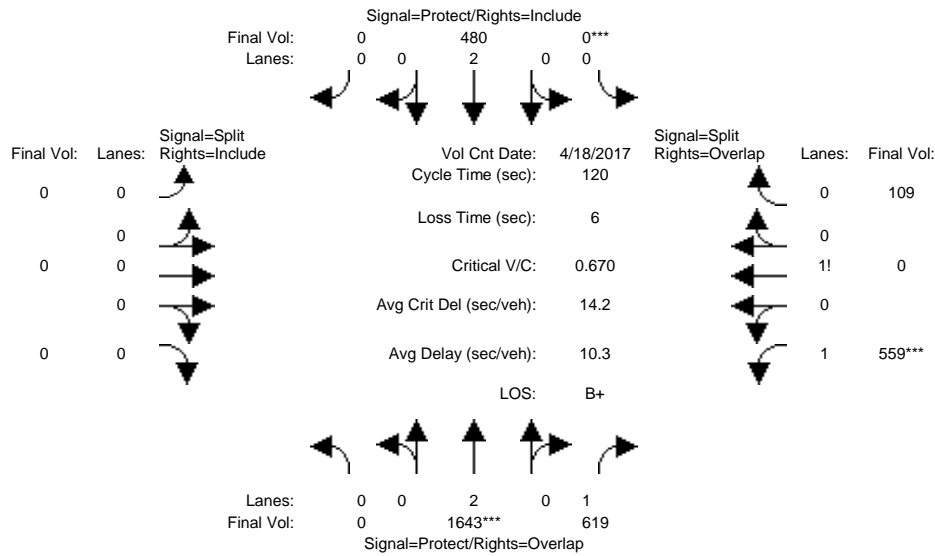 Signal=Protect/Rights=Include
Final Vol: 0 480 0***
Lanes: 0 0 2 0 0
Signal=Split Signal=Split
Final Vol: Lanes: Rights=Include Vol Cnt Date: 4/18/2017 Rights=Overlap Lanes: Final Vol:
Cycle Time (sec): 120
0 0 0 109
Loss Time (sec): 6
0 0
0 0 Critical V/C: 0.670 1! 0
0 Avg Crit Del (sec/veh): 14.2 0
0 0 Avg Delay (sec/veh): 10.3 1 559***
LOS: B+
Lanes: 0 0 2 0 1
Final Vol: 0 1643*** 619
Signal=Protect/Rights=Overlap